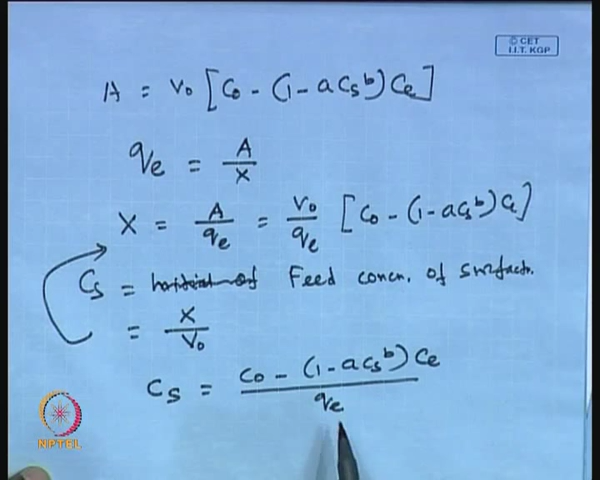 © CET
I.I.T. KGP
A = V₀ [C₀ - (1 - aCₛᵇ)Cₑ]
qₑ = A/X
X = A/qₑ = V₀/qₑ [C₀ - (1 - aCₛᵇ)Cₑ]
Cₛ = Feed concn. of surfactn.
= X/V₀
Cₛ = C₀ - (1 - aCₛᵇ)Cₑ / qₑ
NPTEL